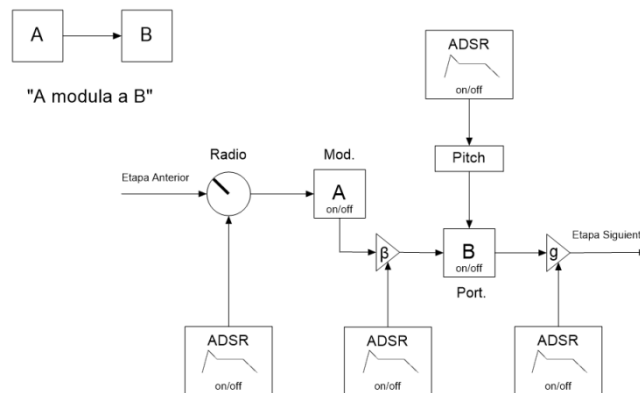 A
B
"A modula a B"
ADSR
on/off
Radio
Mod.
Pitch
Etapa Anterior
A
on/off
Etapa Siguient
β
B
on/off
g
Port.
ADSR
on/off
ADSR
on/off
ADSR
on/off